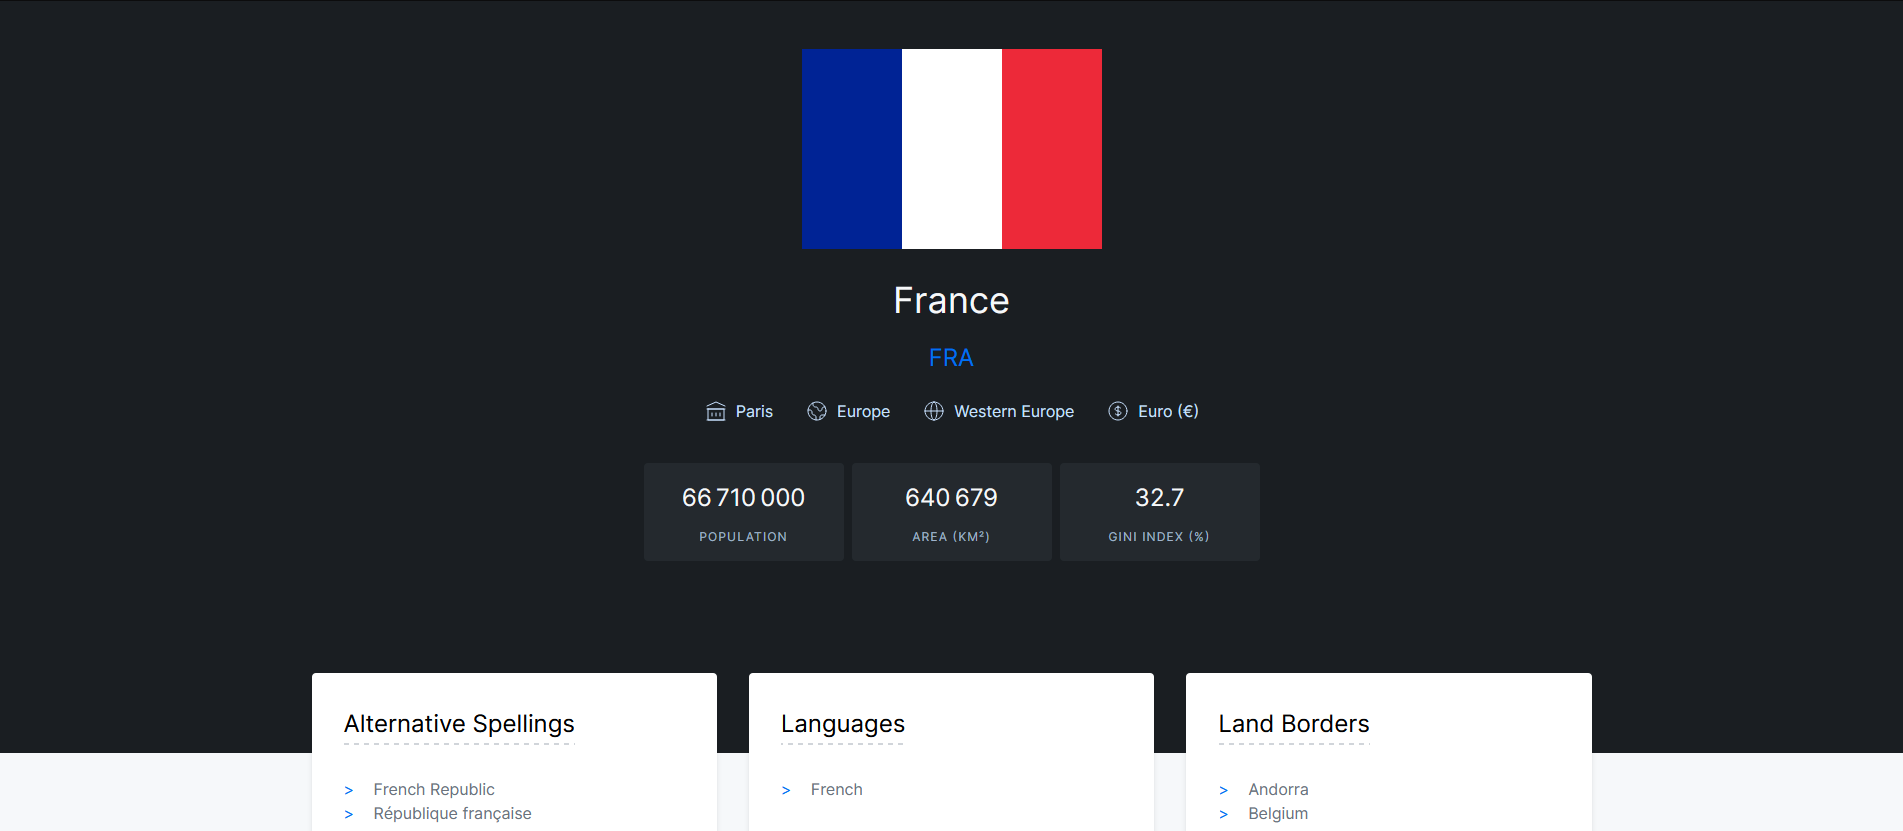 France
FRA
Paris Europe Western Europe Euro (€)
66 710 000
POPULATION
640 679
AREA (KM²)
32.7
GINI INDEX (%)
Alternative Spellings
> French Republic
> République française
Languages
> French
Land Borders
> Andorra
> Belgium